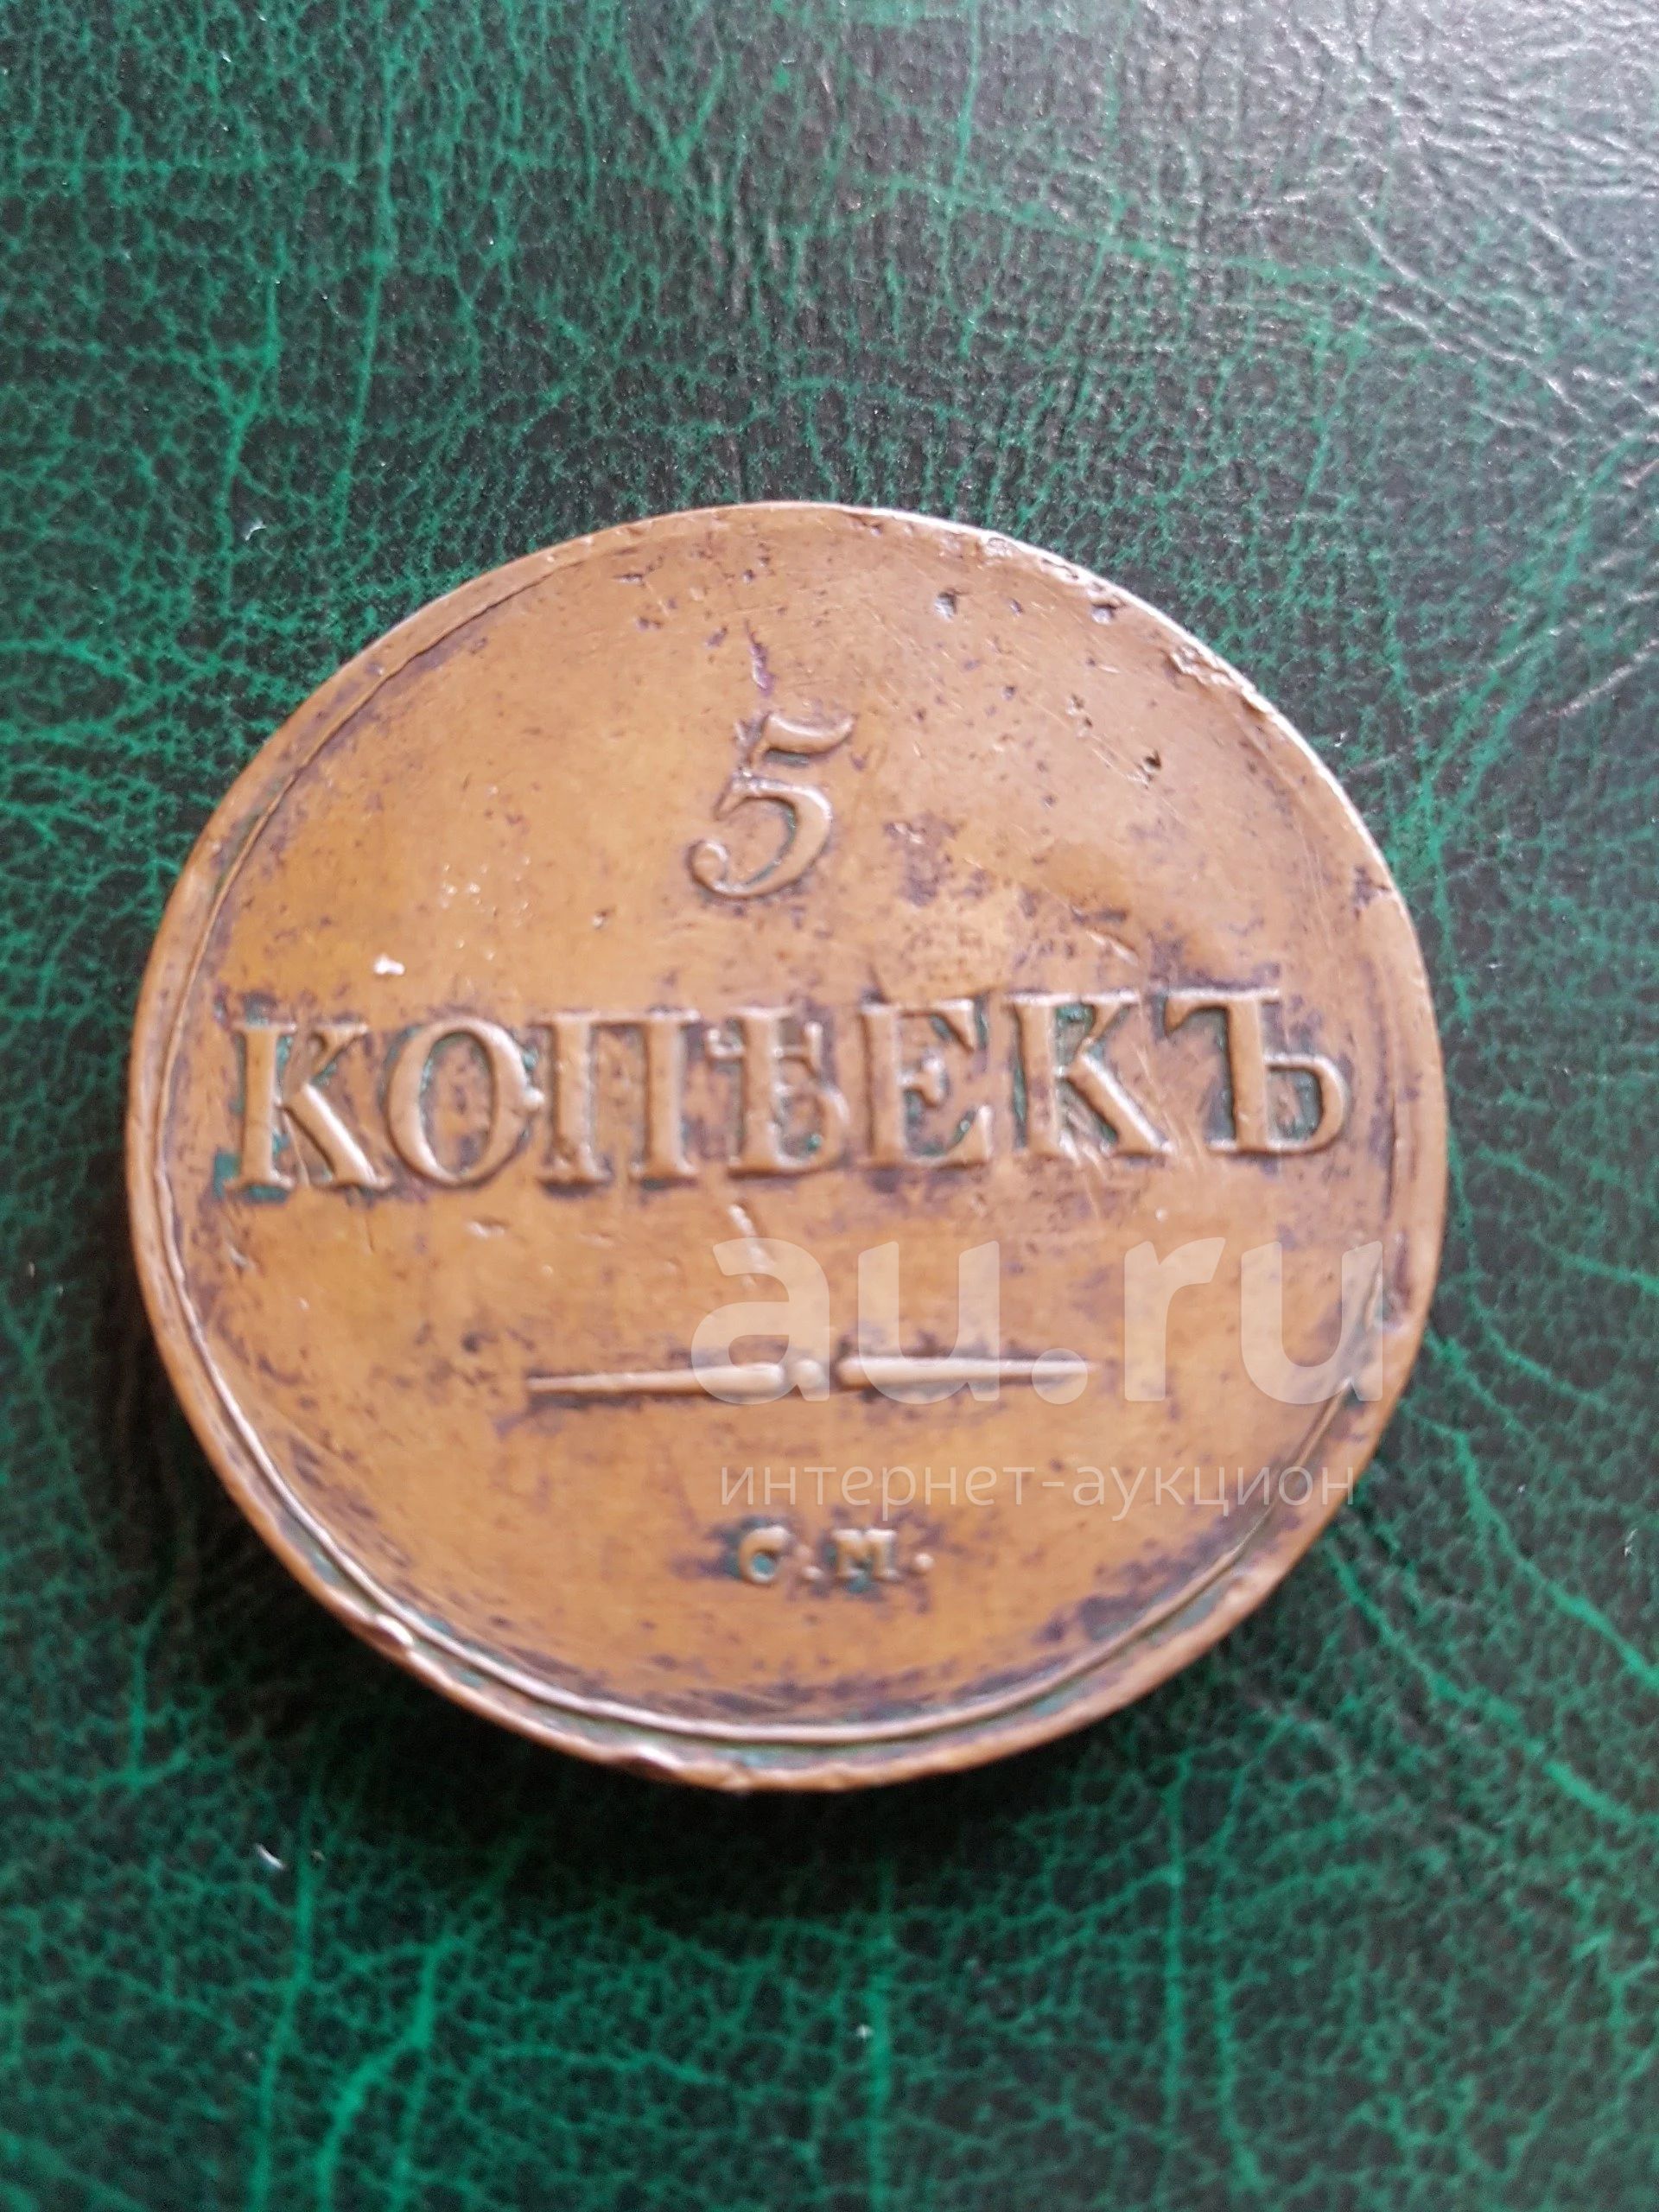 5
КОПѢЕКЪ
au.ru
интернет-аукцион
С.М.